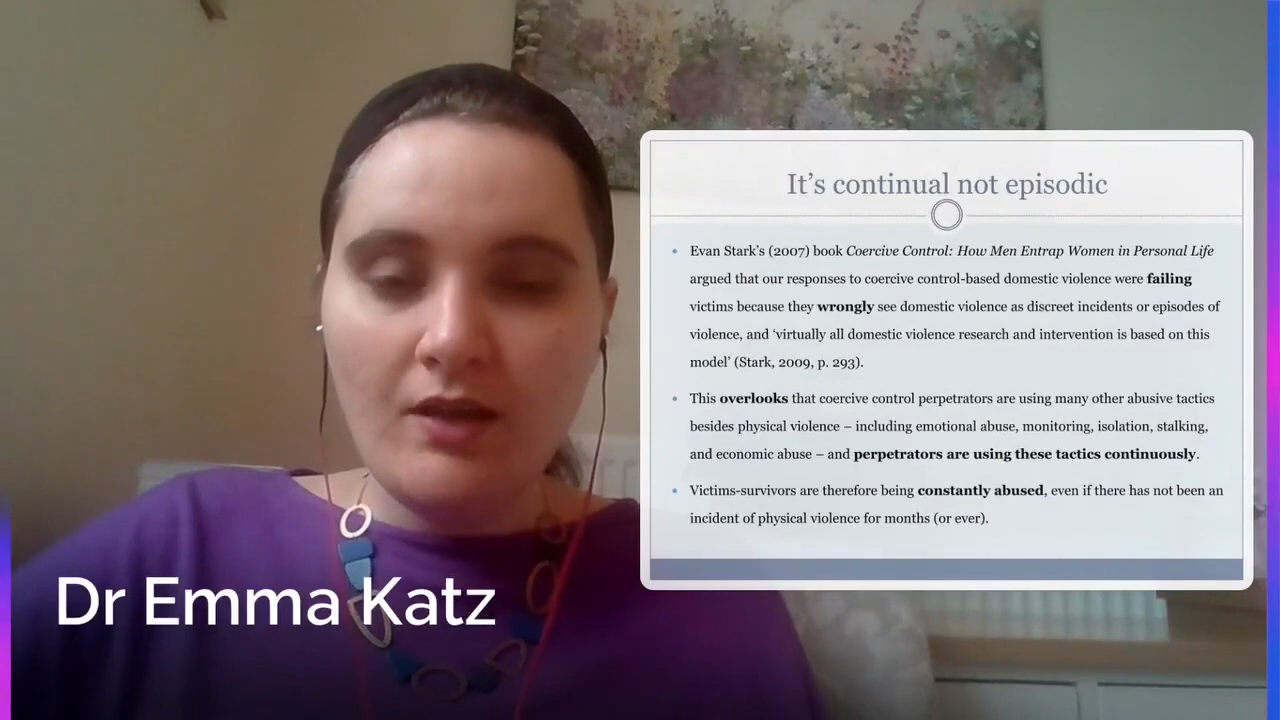 It's continual not episodic
• Evan Stark's (2007) book Coercive Control: How Men Entrap Women in Personal Life
argued that our responses to coercive control-based domestic violence were failing
victims because they wrongly see domestic violence as discreet incidents or episodes of
violence, and 'virtually all domestic violence research and intervention is based on this
model' (Stark, 2009, p. 293).
• This overlooks that coercive control perpetrators are using many other abusive tactics
besides physical violence – including emotional abuse, monitoring, isolation, stalking,
and economic abuse – and perpetrators are using these tactics continuously.
• Victims-survivors are therefore being constantly abused, even if there has not been an
incident of physical violence for months (or ever).
Dr Emma Katz